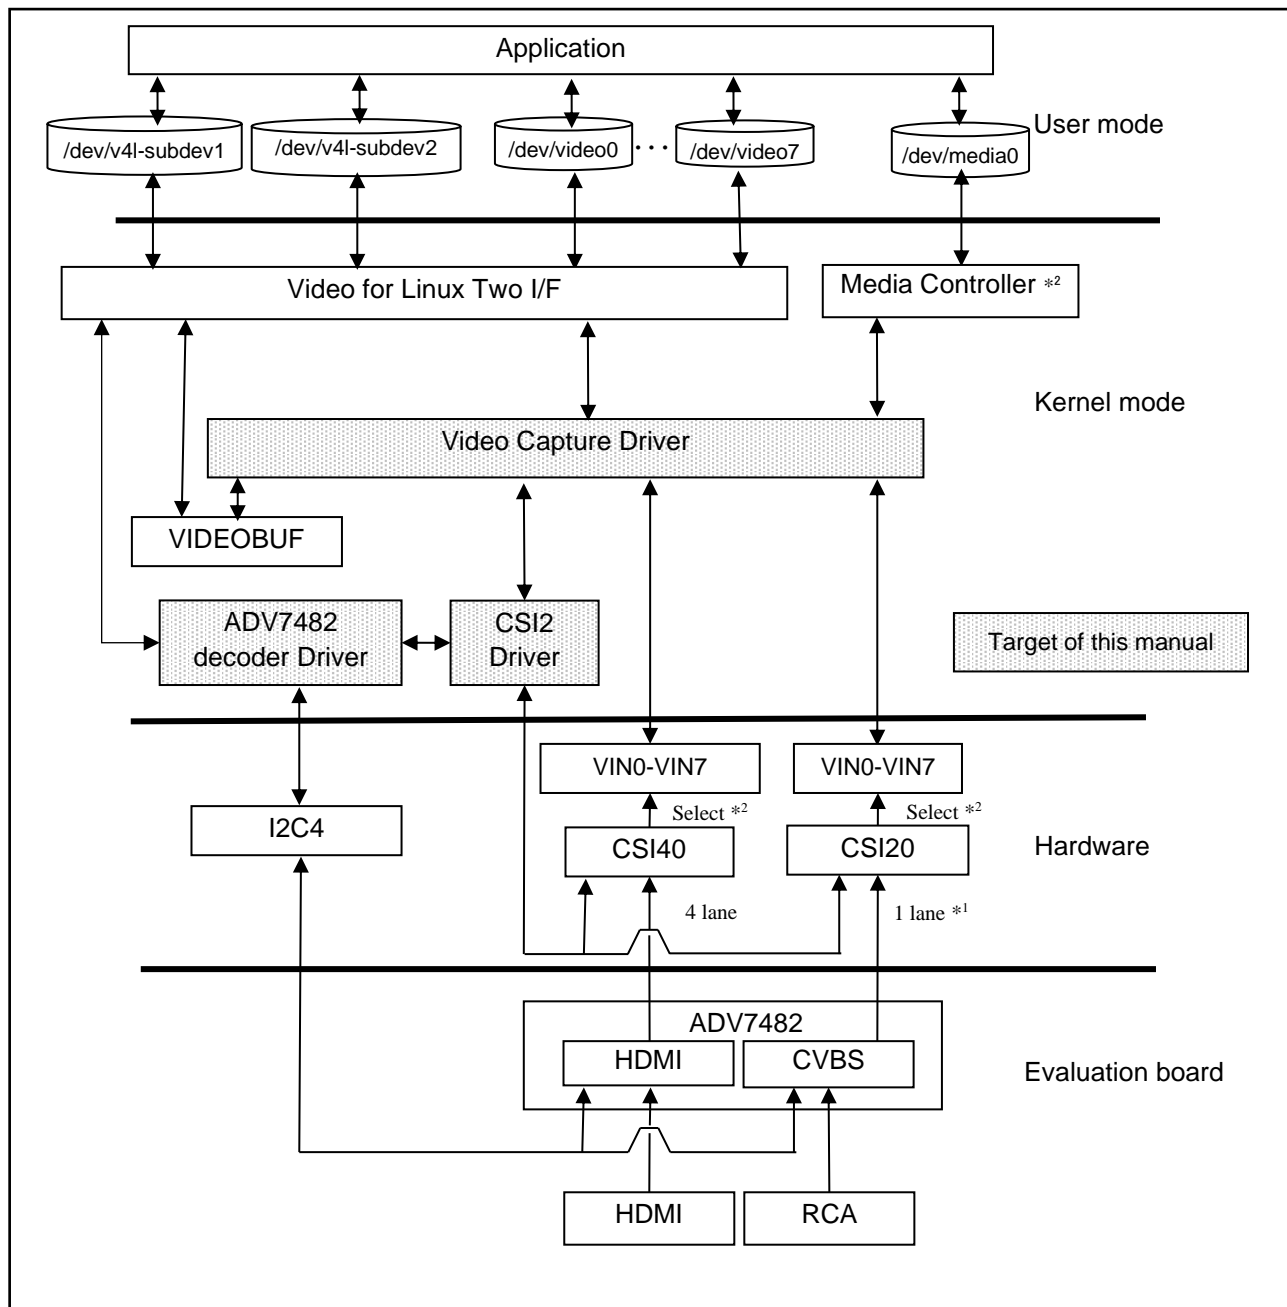 Application
User mode
/dev/v4l-subdev1
/dev/v4l-subdev2
/dev/video0
...
/dev/video7
/dev/media0
Video for Linux Two I/F
Media Controller *2
Kernel mode
Video Capture Driver
VIDEOBUF
ADV7482
decoder Driver
CSI2
Driver
Target of this manual
VIN0-VIN7
VIN0-VIN7
Select *2
Select *2
I2C4
CSI40
CSI20
Hardware
4 lane
1 lane *1
ADV7482
HDMI
CVBS
Evaluation board
HDMI
RCA